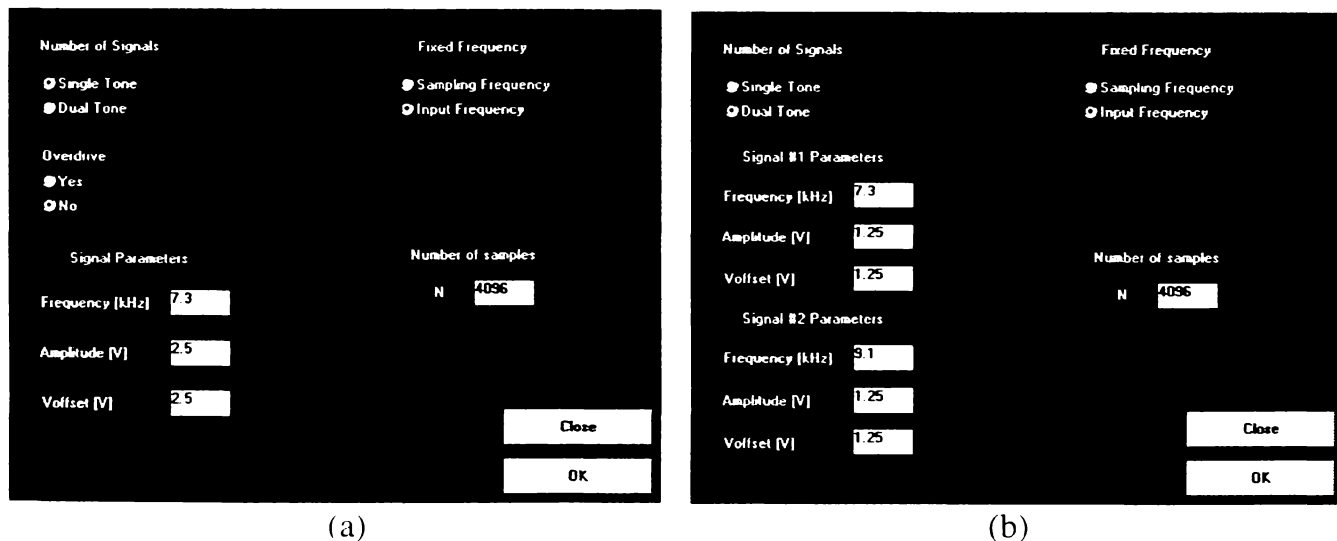 Number of Signals
Fixed Frequency
Single Tone
Sampling Frequency
Dual Tone
Input Frequency
Overdrive
Yes
No
Signal Parameters
Number of samples
Frequency [kHz] 7.3
N 4096
Amplitude [V] 2.5
Voffset [V] 2.5
Close
OK
(a)
Number of Signals
Fixed Frequency
Single Tone
Sampling Frequency
Dual Tone
Input Frequency
Signal #1 Parameters
Frequency [kHz] 7.3
Amplitude [V] 1.25
Number of samples
Voffset [V] 1.25
N 4096
Signal #2 Parameters
Frequency [kHz] 9.1
Amplitude [V] 1.25
Voffset [V] 1.25
Close
OK
(b)